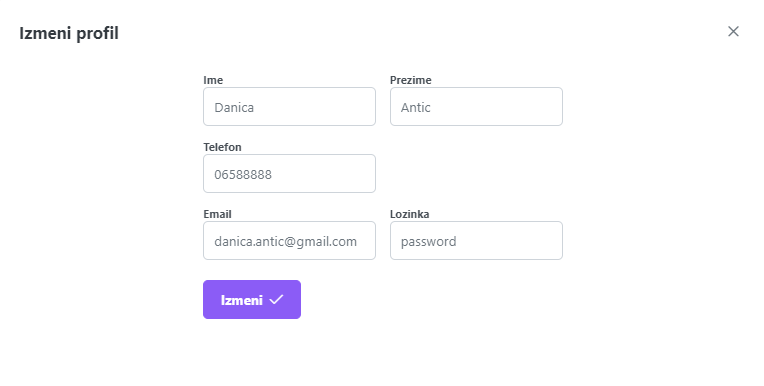 Izmeni profil
Ime Prezime
Danica Antic
Telefon
06588888
Email Lozinka
danica.antic@gmail.com password
Izmeni